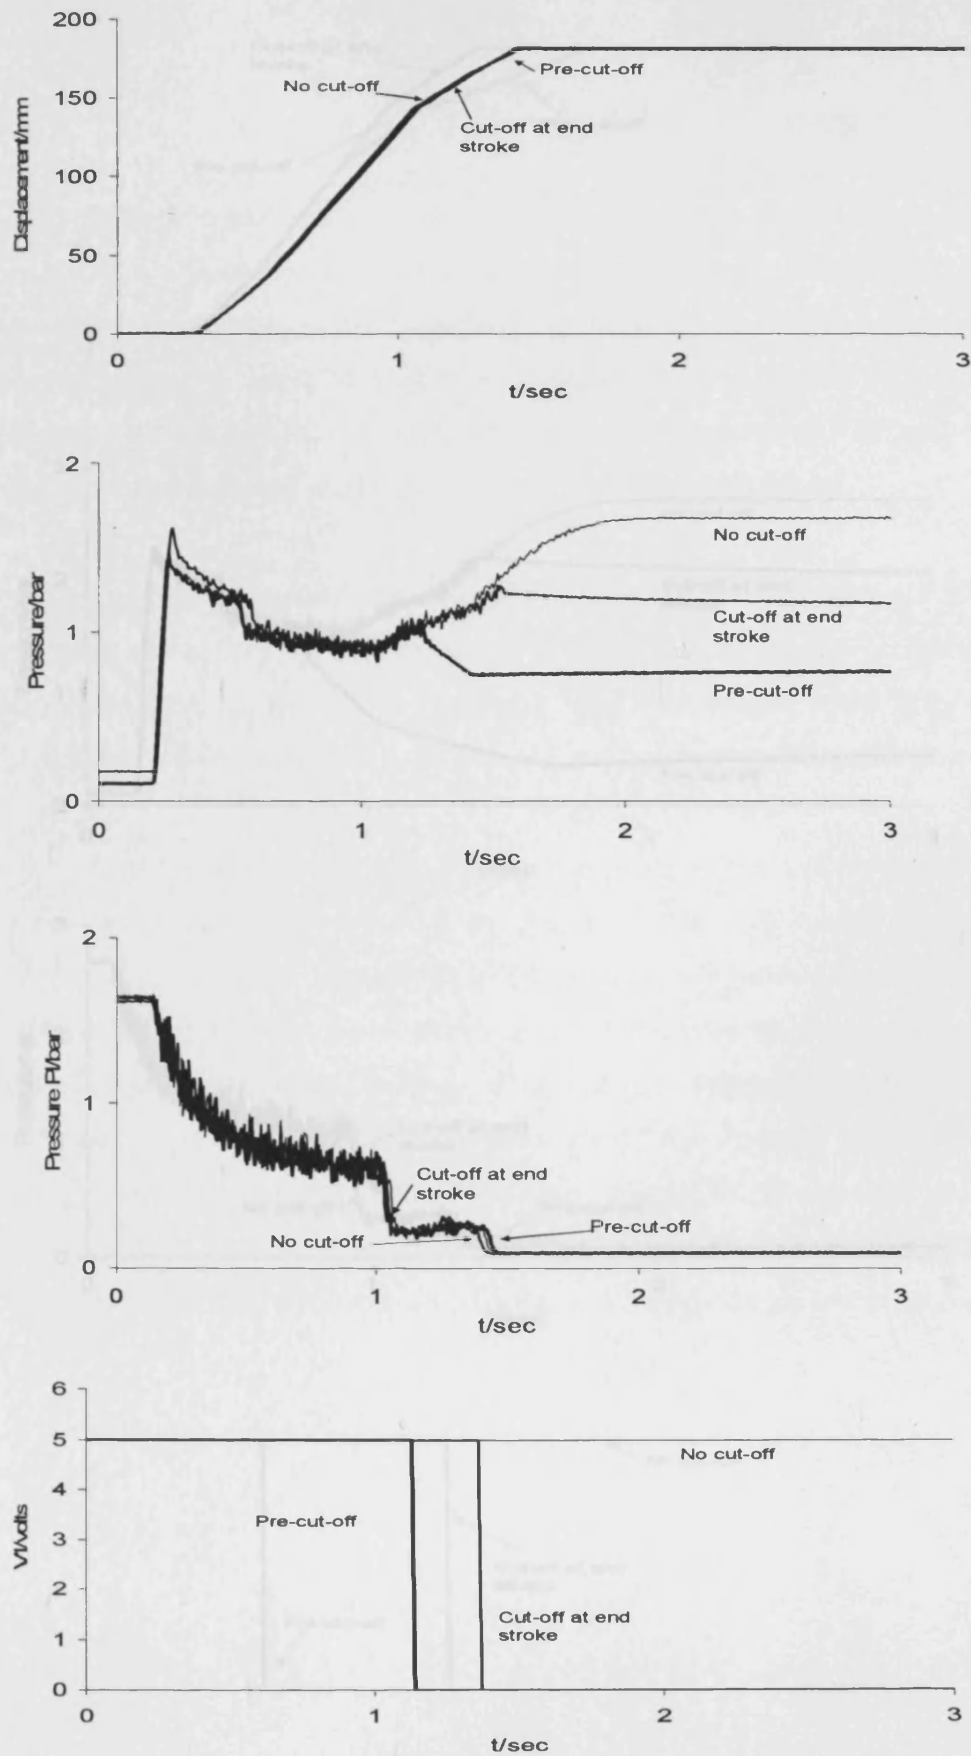 200
150
100
50
0
Displacement/mm
No cut-off
Pre-cut-off
Cut-off at end
stroke
0
1
2
3
t/sec
2
1
0
Pressure/bar
No cut-off
Cut-off at end
stroke
Pre-cut-off
0
1
2
3
t/sec
2
1
0
Cut-off at end
stroke
No cut-off
Pre-cut-off
0
1
2
3
t/sec
6
5
4
3
2
1
0
No cut-off
Pre-cut-off
Cut-off at end
stroke
0
1
2
3
t/sec